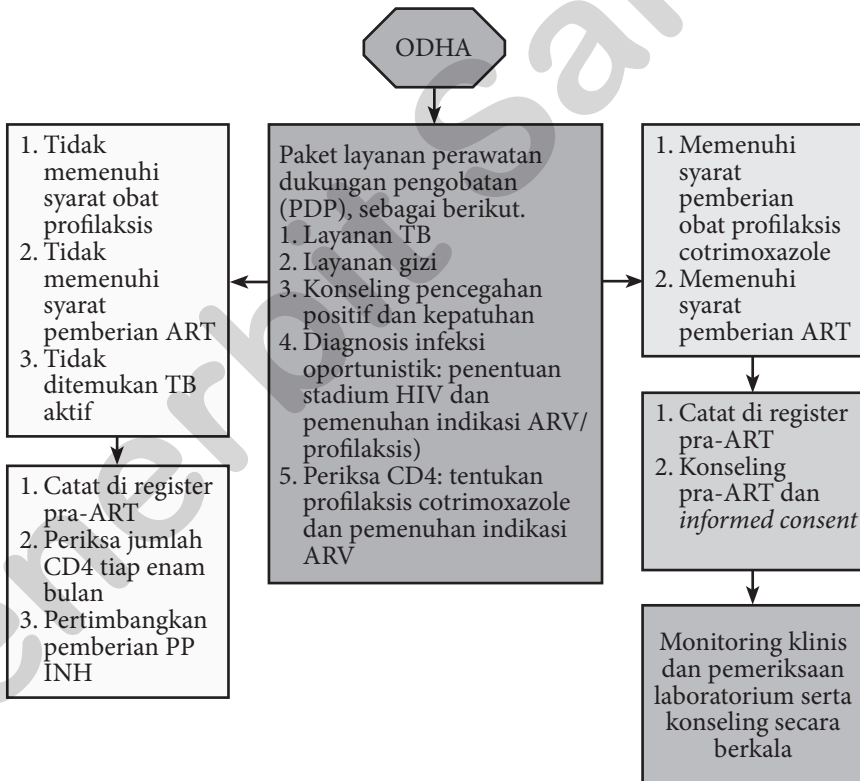 ODHA
1. Tidak
memenuhi
syarat obat
profilaksis
2. Tidak
memenuhi
syarat
pemberian ART
3. Tidak
ditemukan TB
aktif
1. Catat di register
pra-ART
2. Periksa jumlah
CD4 tiap enam
bulan
3. Pertimbangkan
pemberian PP
INH
Paket layanan perawatan
dukungan pengobatan
(PDP), sebagai berikut.
1. Layanan TB
2. Layanan gizi
3. Konseling pencegahan
positif dan kepatuhan
4. Diagnosis infeksi
oportunistik: penentuan
stadium HIV dan
pemenuhan indikasi ARV/
profilaksis)
5. Periksa CD4: tentukan
profilaksis cotrimoxazole
dan pemenuhan indikasi
ARV
1. Memenuhi
syarat
pemberian
obat profilaksis
cotrimoxazole
2. Memenuhi
syarat
pemberian ART
1. Catat di register
pra-ART
2. Konseling
pra-ART dan
informed consent
Monitoring klinis
dan pemeriksaan
laboratorium serta
konseling secara
berkala